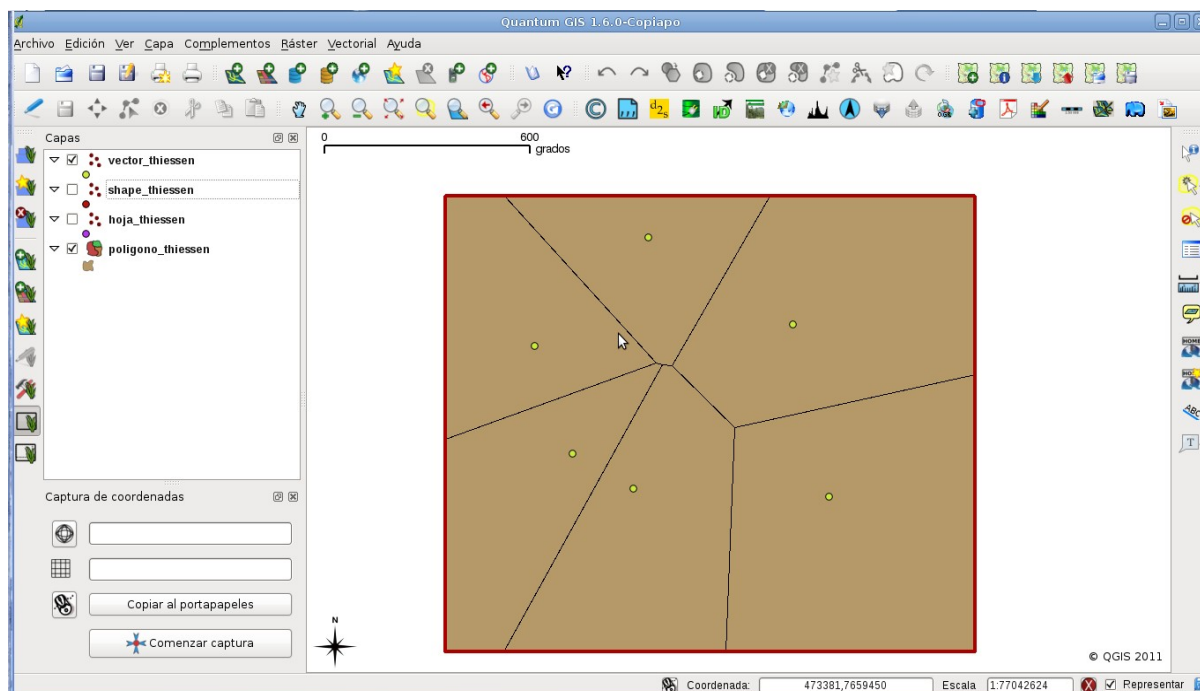 Quantum GIS 1.6.0-Copiapo
Archivo Edición Ver Capa Complementos Ráster Vectorial Ayuda
Capas
vector_thiessen
shape_thiessen
hoja_thiessen
poligono_thiessen
0 600
grados
Captura de coordenadas
Copiar al portapapeles
Comenzar captura
N
© QGIS 2011
Coordenada: 473381,7659450 Escala 1:77042624 Representar